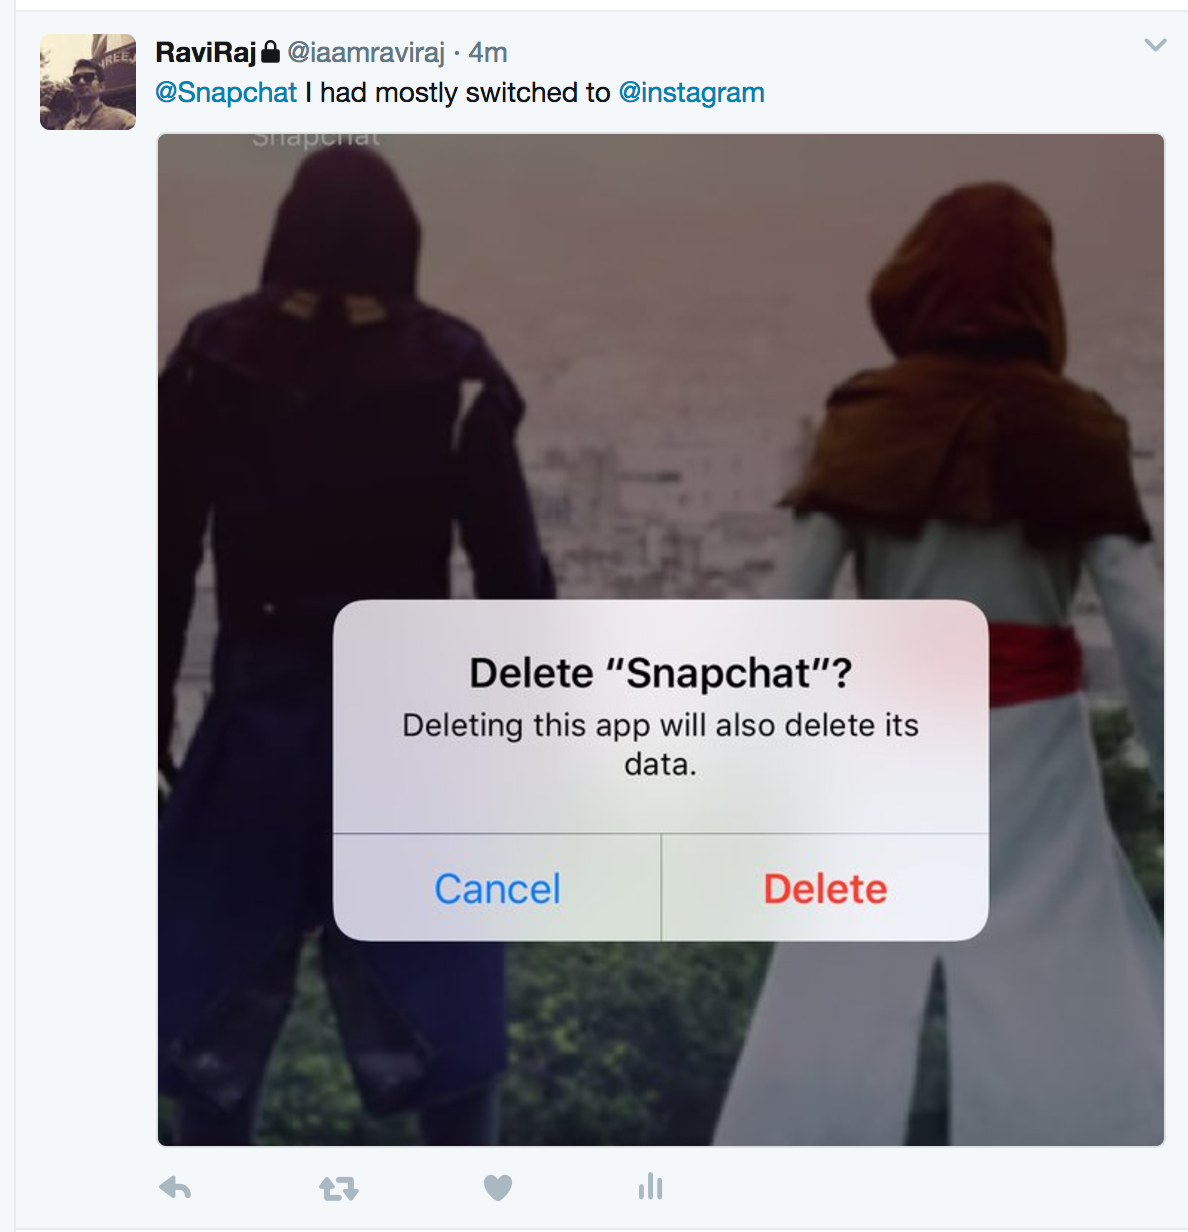 RaviRaj @iaamraviraj · 4m
@Snapchat I had mostly switched to @instagram
Snapchat
Delete “Snapchat”?
Deleting this app will also delete its
data.
Cancel
Delete